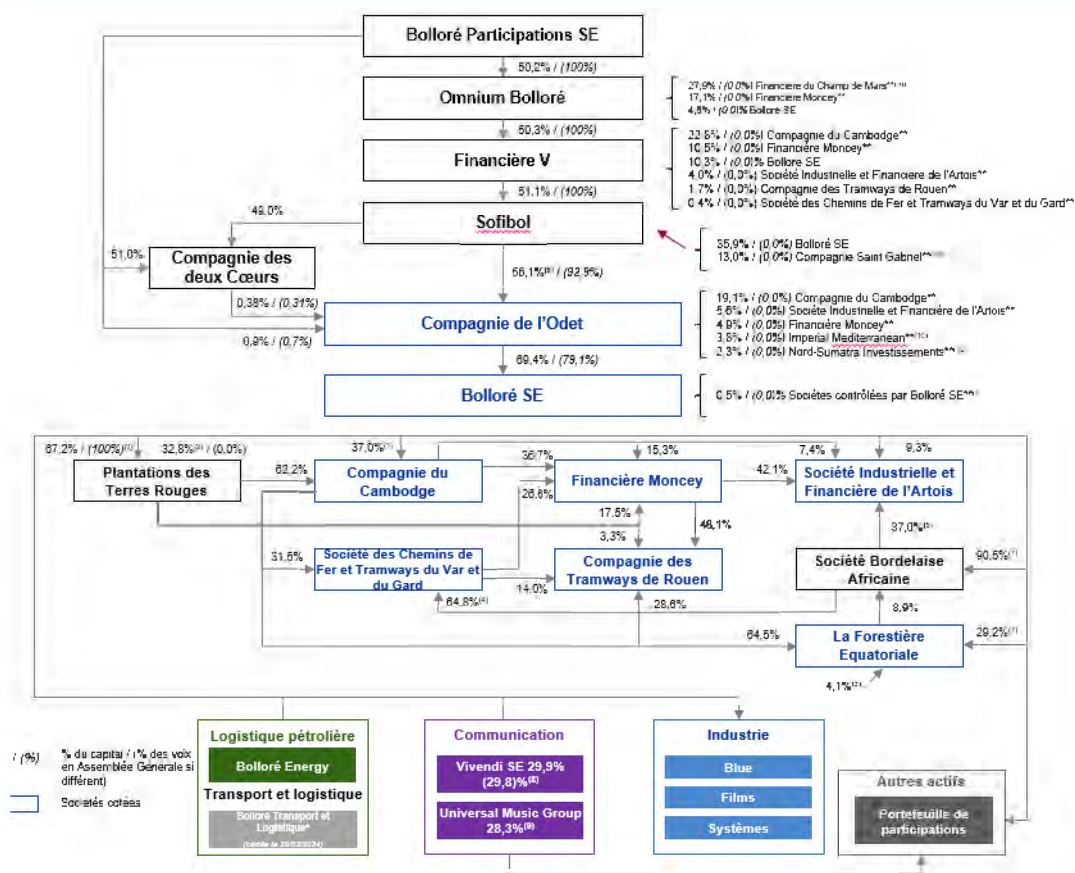 Bolloré Participations SE
50,2% / (100%)
Omnium Bolloré
27,9% / (0,0%) Financière du Champ de Mars**
17,1% / (0,0%) Financière Moncey**
4,8% / (0,0)% Bolloré SE
50,3% / (100%)
Financière V
22,8% / (0,0%) Compagnie du Cambodge**
10,5% / (0,0%) Financière Moncey**
10,3% / (0,0)% Bolloré SE
4,0% / (0,0%) Société Industrielle et Financière de l'Artois**
1,7% / (0,0%) Compagnie des Tramways de Rouen**
0,4% / (0,0%) Société des Chemins de Fer et Tramways du Var et du Gard**
51,1% / (100%)
Sofibol
49,0%
35,9% / (0,0%) Bolloré SE
13,0% / (0,0%) Compagnie Saint Gabriel**
51,0%
Compagnie des
deux Cœurs
56,1% / (92,9%)
0,38% / (0,31%)
Compagnie de l'Odet
0,9% / (0,7%)
19,1% / (0,0%) Compagnie du Cambodge**
5,6% / (0,0%) Société Industrielle et Financière de l'Artois**
4,9% / (0,0%) Financière Moncey**
3,8% / (0,0%) Imperial Mediterranean**
2,3% / (0,0%) Nord-Sumatra Investissements**
69,4% / (79,1%)
Bolloré SE
0,5% / (0,0)% Sociétés contrôlées par Bolloré SE**
67,2% / (100%)
32,8% / (0,0%)
37,0%
15,3%
7,4%
9,3%
Plantations des
Terres Rouges
62,2%
Compagnie du
Cambodge
36,7%
26,6%
Financière Moncey
42,1%
Société Industrielle et
Financière de l'Artois
17,5%
3,3%
48,1%
37,0%
31,5%
Société des Chemins de
Fer et Tramways du Var et
du Gard
14,0%
Compagnie des
Tramways de Rouen
Société Bordelaise
Africaine
90,5%
64,8%⁽⁴⁾
28,6%
8,9%
64,5%
La Forestière
Equatoriale
29,2%
4,1%
/ (%)
% du capital / (% des voix
en Assemblée Générale si
différent)
Sociétés cotées
Logistique pétrolière
Bolloré Energy
Transport et logistique
Bolloré Transport et
Logistique*
Communication
Vivendi SE 29,9%
(29,8)%⁽⁸⁾
Universal Music Group
28,3%⁽⁹⁾
Industrie
Blue
Films
Systèmes
Autres actifs
Portefeuille de
participations